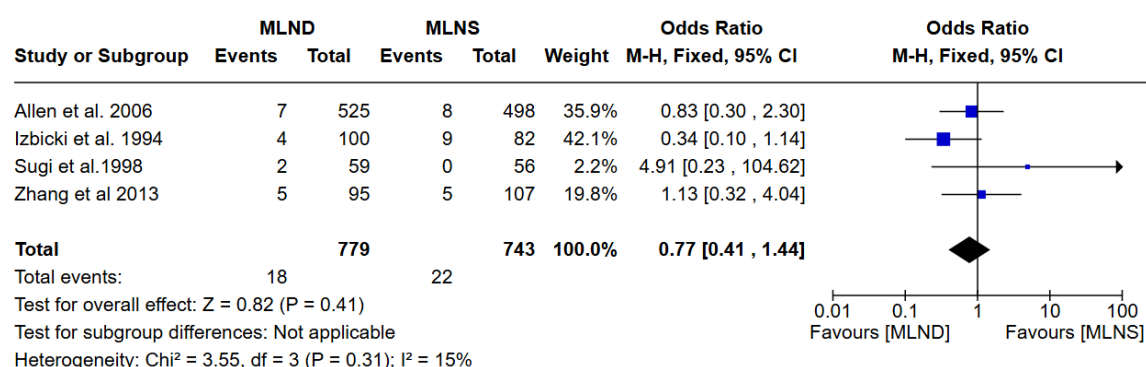 MLND MLNS Odds Ratio Odds Ratio
Study or Subgroup Events Total Events Total Weight M-H, Fixed, 95% CI M-H, Fixed, 95% CI
Allen et al. 2006 7 525 8 498 35.9% 0.83 [0.30 , 2.30]
Izbicki et al. 1994 4 100 9 82 42.1% 0.34 [0.10 , 1.14]
Sugi et al.1998 2 59 0 56 2.2% 4.91 [0.23 , 104.62]
Zhang et al 2013 5 95 5 107 19.8% 1.13 [0.32 , 4.04]
Total 779 743 100.0% 0.77 [0.41 , 1.44]
Total events: 18 22
Test for overall effect: Z = 0.82 (P = 0.41)
0.01 0.1 1 10 100
Test for subgroup differences: Not applicable
Favours [MLND] Favours [MLNS]
Heterogeneity: Chi² = 3.55, df = 3 (P = 0.31); I² = 15%